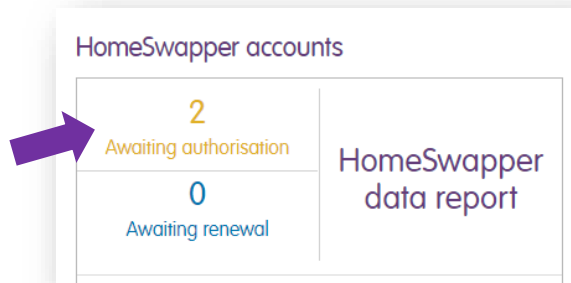 HomeSwapper accounts
2
Awaiting authorisation
0
Awaiting renewal
HomeSwapper
data report